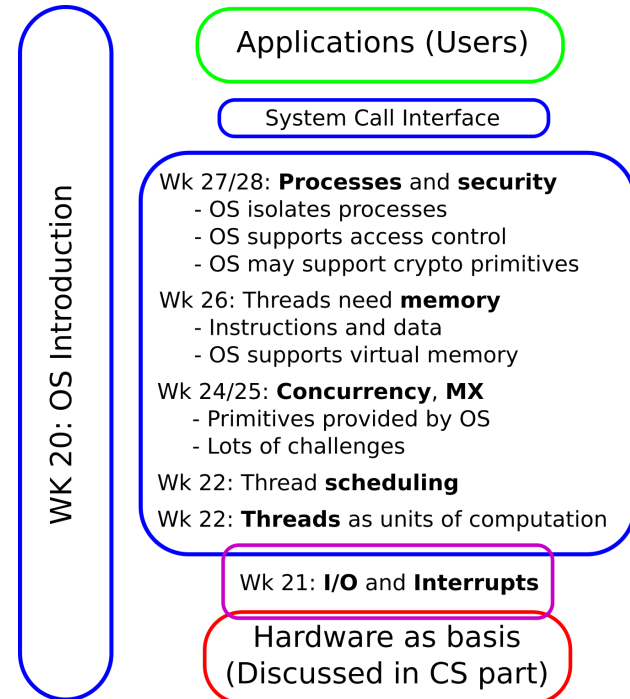 WK 20: OS Introduction
Applications (Users)
System Call Interface
Wk 27/28: Processes and security
- OS isolates processes
- OS supports access control
- OS may support crypto primitives
Wk 26: Threads need memory
- Instructions and data
- OS supports virtual memory
Wk 24/25: Concurrency, MX
- Primitives provided by OS
- Lots of challenges
Wk 22: Thread scheduling
Wk 22: Threads as units of computation
Wk 21: I/O and Interrupts
Hardware as basis
(Discussed in CS part)